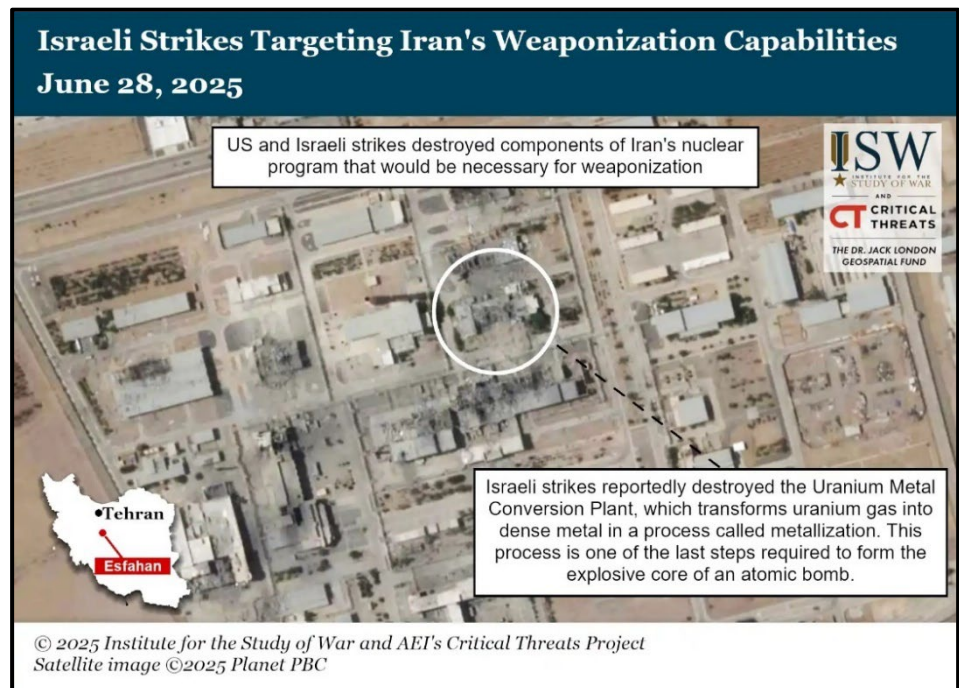 Israeli Strikes Targeting Iran's Weaponization Capabilities
June 28, 2025
US and Israeli strikes destroyed components of Iran's nuclear
program that would be necessary for weaponization
ISW
INSTITUTE FOR THE
STUDY OF WAR
AND
CT CRITICAL
THREATS
THE DR. JACK LONDON
GEOSPATIAL FUND
Israeli strikes reportedly destroyed the Uranium Metal
Conversion Plant, which transforms uranium gas into
dense metal in a process called metallization. This
process is one of the last steps required to form the
explosive core of an atomic bomb.
Tehran
Esfahan
© 2025 Institute for the Study of War and AEI's Critical Threats Project
Satellite image ©2025 Planet PBC